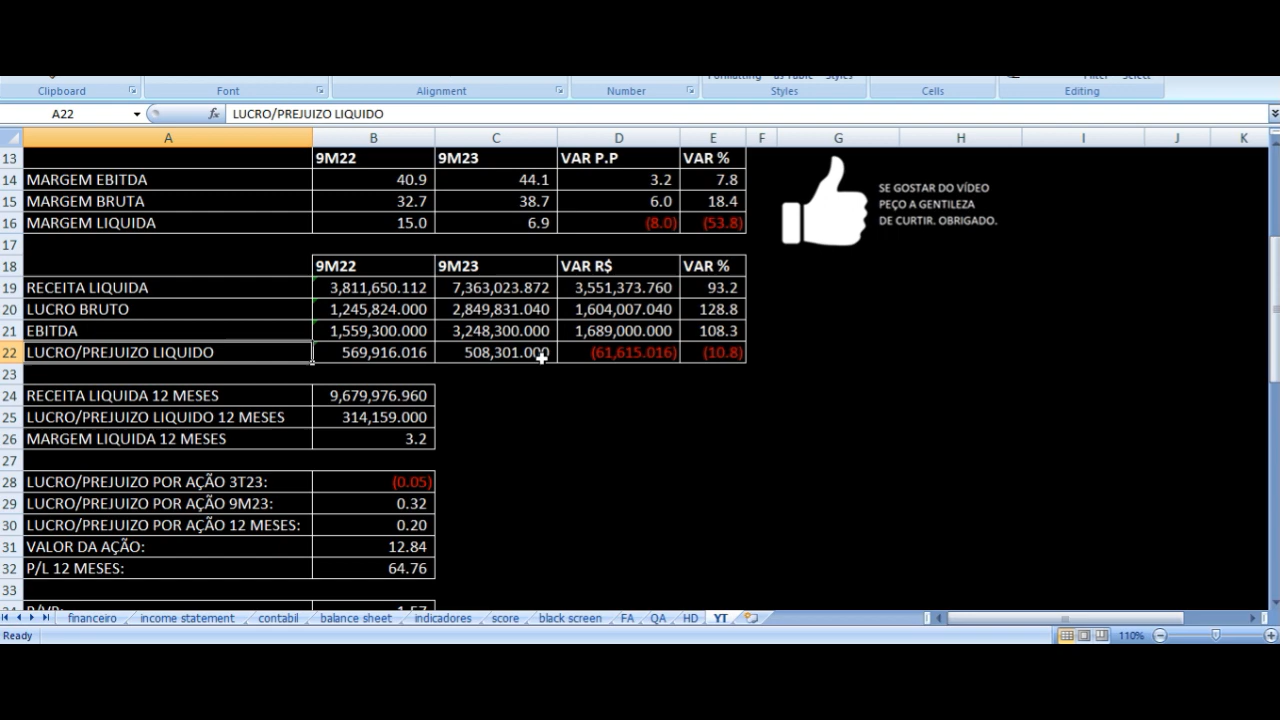 Clipboard Font Alignment Number Styles Cells Editing
A22 LUCRO/PREJUIZO LIQUIDO
A B C D E F G H I J K
13 9M22 9M23 VAR P.P VAR %
14 MARGEM EBITDA 40.9 44.1 3.2 7.8
15 MARGEM BRUTA 32.7 38.7 6.0 18.4
16 MARGEM LIQUIDA 15.0 6.9 (8.0) (53.8)
SE GOSTAR DO VÍDEO
PEÇO A GENTILEZA
DE CURTIR. OBRIGADO.
17
18 9M22 9M23 VAR R$ VAR %
19 RECEITA LIQUIDA 3,811,650.112 7,363,023.872 3,551,373.760 93.2
20 LUCRO BRUTO 1,245,824.000 2,849,831.040 1,604,007.040 128.8
21 EBITDA 1,559,300.000 3,248,300.000 1,689,000.000 108.3
22 LUCRO/PREJUIZO LIQUIDO 569,916.016 508,301.000 (61,615.016) (10.8)
23
24 RECEITA LIQUIDA 12 MESES 9,679,976.960
25 LUCRO/PREJUIZO LIQUIDO 12 MESES 314,159.000
26 MARGEM LIQUIDA 12 MESES 3.2
27
28 LUCRO/PREJUIZO POR AÇÃO 3T23: (0.05)
29 LUCRO/PREJUIZO POR AÇÃO 9M23: 0.32
30 LUCRO/PREJUIZO POR AÇÃO 12 MESES: 0.20
31 VALOR DA AÇÃO: 12.84
32 P/L 12 MESES: 64.76
33
financeiro income statement contabil balance sheet indicadores score black screen FA QA HD YT
Ready 110%